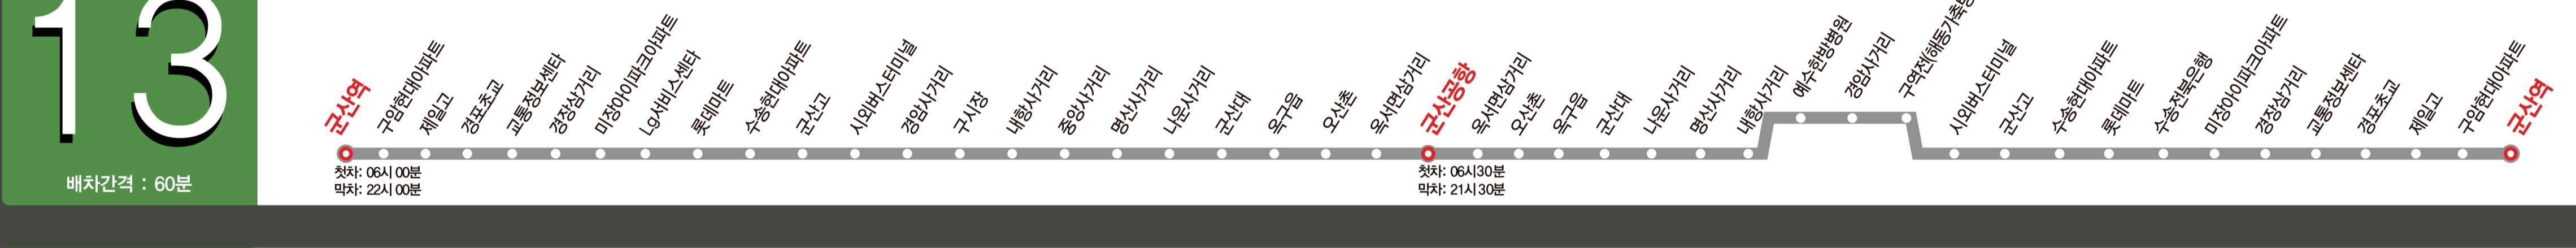 13
배차간격 : 60분
군산역
구암현대아파트
제일고
경포초교
교통정보센타
경장삼거리
미장아이파크아파트
Lg서비스센타
롯데마트
수송현대아파트
군산고
시외버스터미널
경암사거리
구시장
내항사거리
중앙사거리
명산사거리
나운사거리
군산대
옥구읍
오산촌
옥서면삼거리
군산공항
옥서면삼거리
오산촌
옥구읍
군산대
나운사거리
명산사거리
내항사거리
예수한방병원
경암사거리
구역전(해동가축병
시외버스터미널
군산고
수송현대아파트
롯데마트
수송전북은행
미장아이파크아파트
경장삼거리
교통정보센타
경포초교
제일고
구암현대아파트
군산역
첫차: 06시 00분
막차: 22시 00분
첫차: 06시30분
막차: 21시 30분